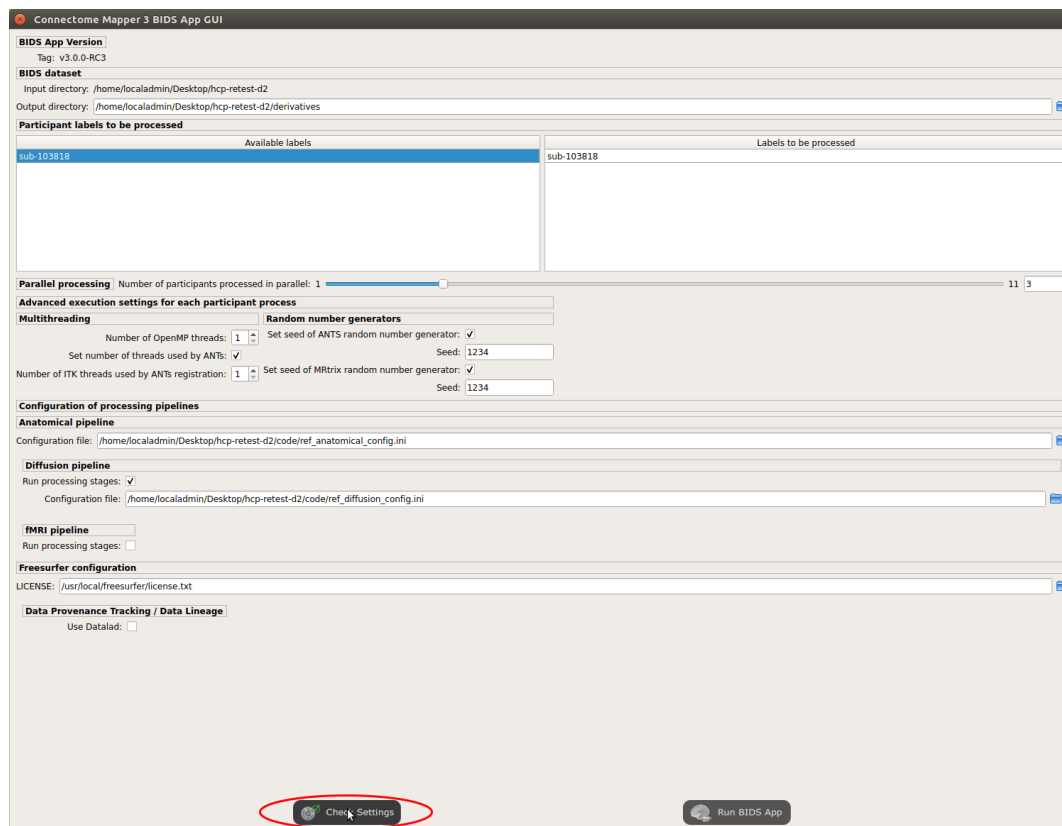 Connectome Mapper 3 BIDS App GUI
BIDS App Version
Tag: v3.0.0-RC3
BIDS dataset
Input directory: /home/localadmin/Desktop/hcp-retest-d2
Output directory: /home/localadmin/Desktop/hcp-retest-d2/derivatives
Participant labels to be processed
Available labels Labels to be processed
sub-103818 sub-103818
Parallel processing Number of participants processed in parallel: 1 11 3
Advanced execution settings for each participant process
Multithreading Random number generators
Number of OpenMP threads: 1 Set seed of ANTS random number generator:
Set number of threads used by ANTs: Seed: 1234
Number of ITK threads used by ANTs registration: 1 Set seed of MRtrix random number generator:
Seed: 1234
Configuration of processing pipelines
Anatomical pipeline
Configuration file: /home/localadmin/Desktop/hcp-retest-d2/code/ref_anatomical_config.ini
Diffusion pipeline
Run processing stages:
Configuration file: /home/localadmin/Desktop/hcp-retest-d2/code/ref_diffusion_config.ini
fMRI pipeline
Run processing stages:
Freesurfer configuration
LICENSE: /usr/local/freesurfer/license.txt
Data Provenance Tracking / Data Lineage
Use Datalad:
Check Settings Run BIDS App